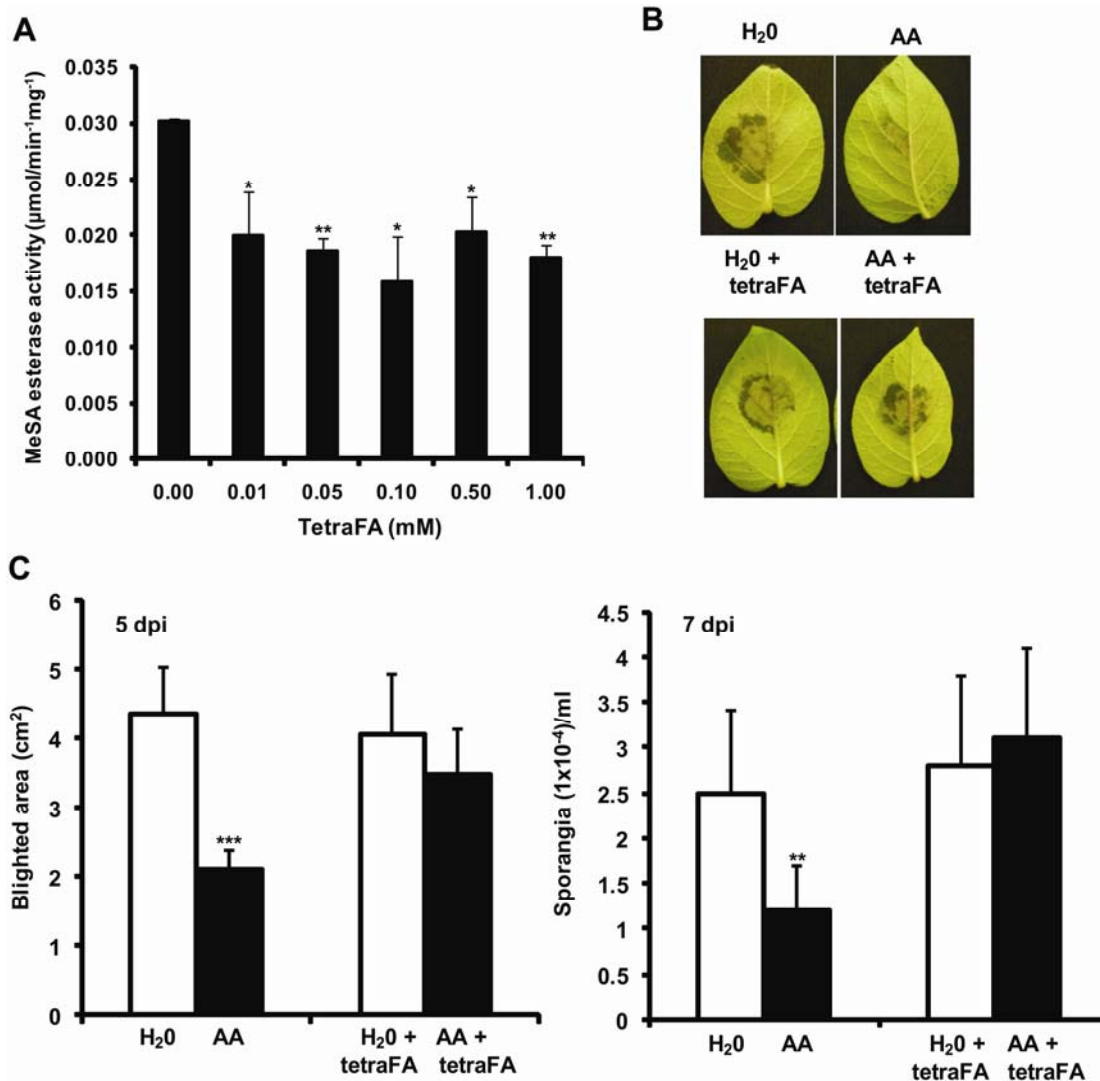 A
MeSA esterase activity (µmol/min⁻¹mg⁻¹)
0.035
0.030
0.025
0.020
0.015
0.010
0.005
0.000
*
**
*
*
**
0.00 0.01 0.05 0.10 0.50 1.00
TetraFA (mM)
B
H₂0 AA
H₂0 + AA +
tetraFA tetraFA
C
Blighted area (cm²)
6
5
4
3
2
1
0
5 dpi
***
H₂0 AA H₂0 + AA +
tetraFA tetraFA
Sporangia (1x10⁻⁴)/ml
4.5
4
3.5
3
2.5
2
1.5
1
0.5
0
7 dpi
**
H₂0 AA H₂0 + AA +
tetraFA tetraFA